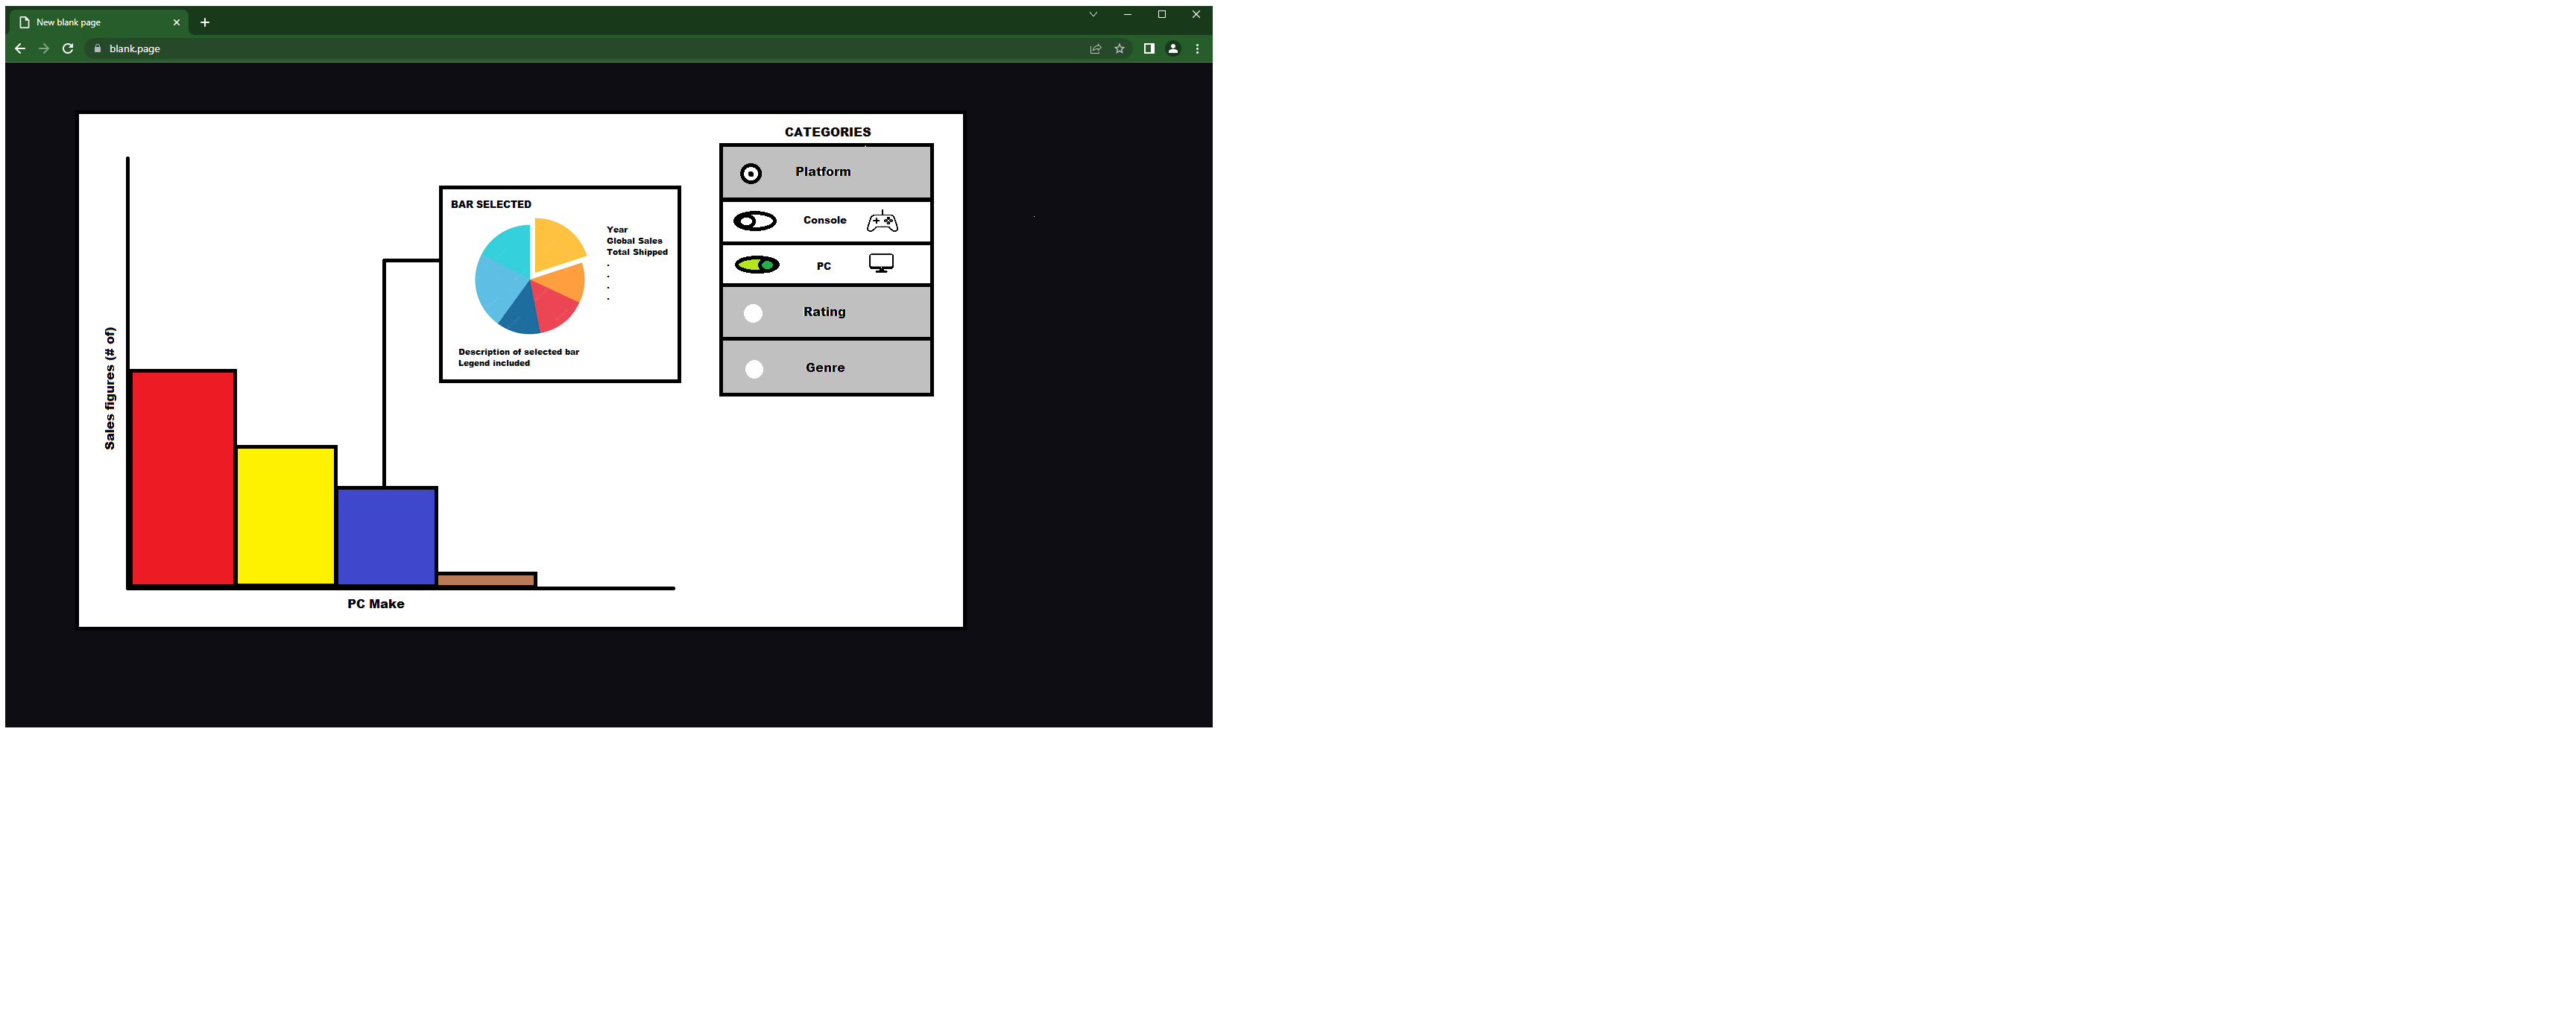 New blank page
blank.page
CATEGORIES
Platform
Console
PC
Rating
Genre
BAR SELECTED
Year
Global Sales
Total Shipped
.
.
.
.
Description of selected bar
Legend included
Sales figures (# of)
PC Make